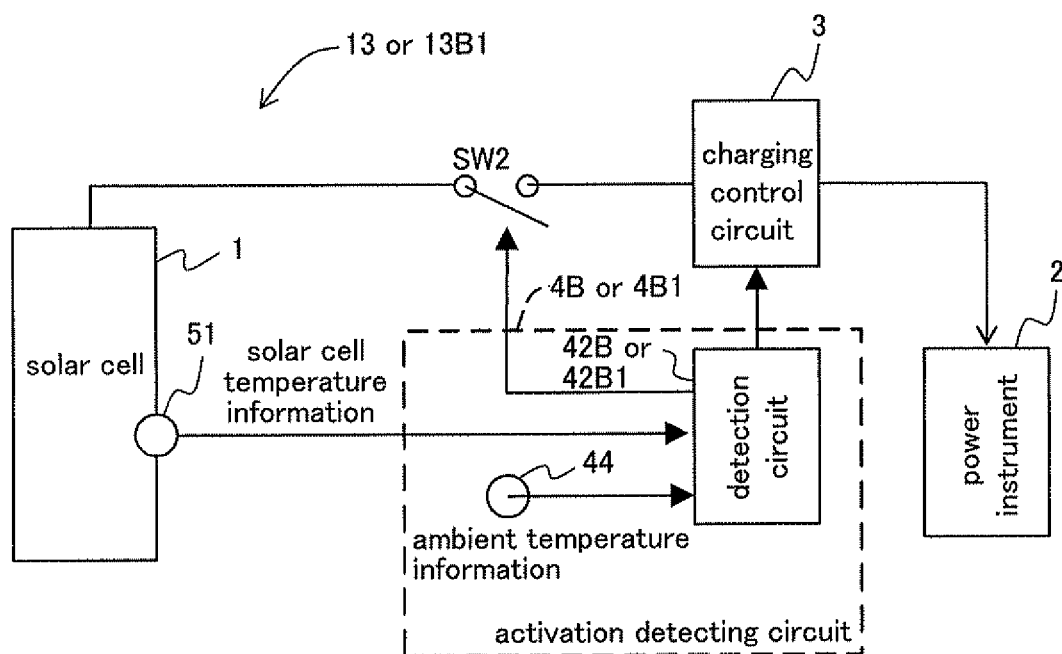 13 or 13B1
3
SW2
charging
control
circuit
1
4B or 4B1
2
51
solar cell
solar cell
temperature
information
42B or
42B1
detection
circuit
power
instrument
44
ambient temperature
information
activation detecting circuit